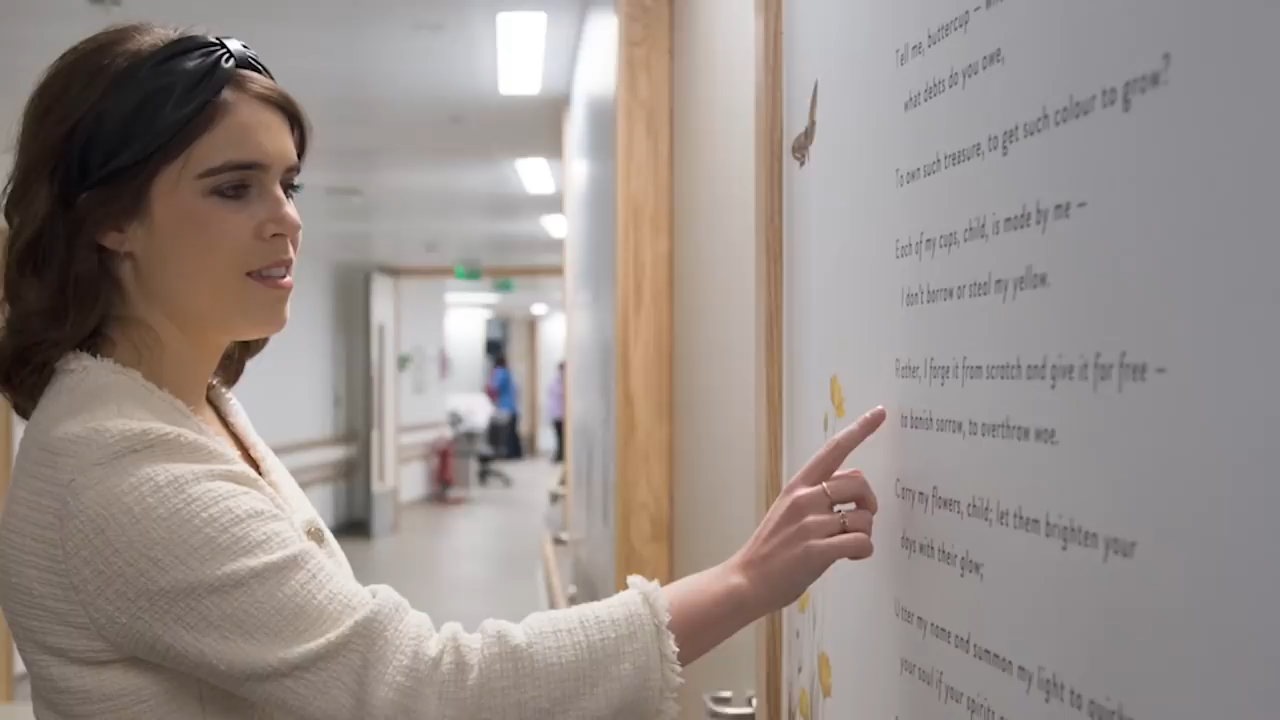 Tell me, buttercup –
what debts do you owe,
To own such treasure, to get such colour to grow?
Each of my cups, child, is made by me –
I don't borrow or steal my yellow.
Rather, I forge it from scratch and give it for free –
to banish sorrow, to overthrow woe.
Carry my flowers, child; let them brighten your
days with their glow;
Utter my name and summon my light to
your soul if your spirits